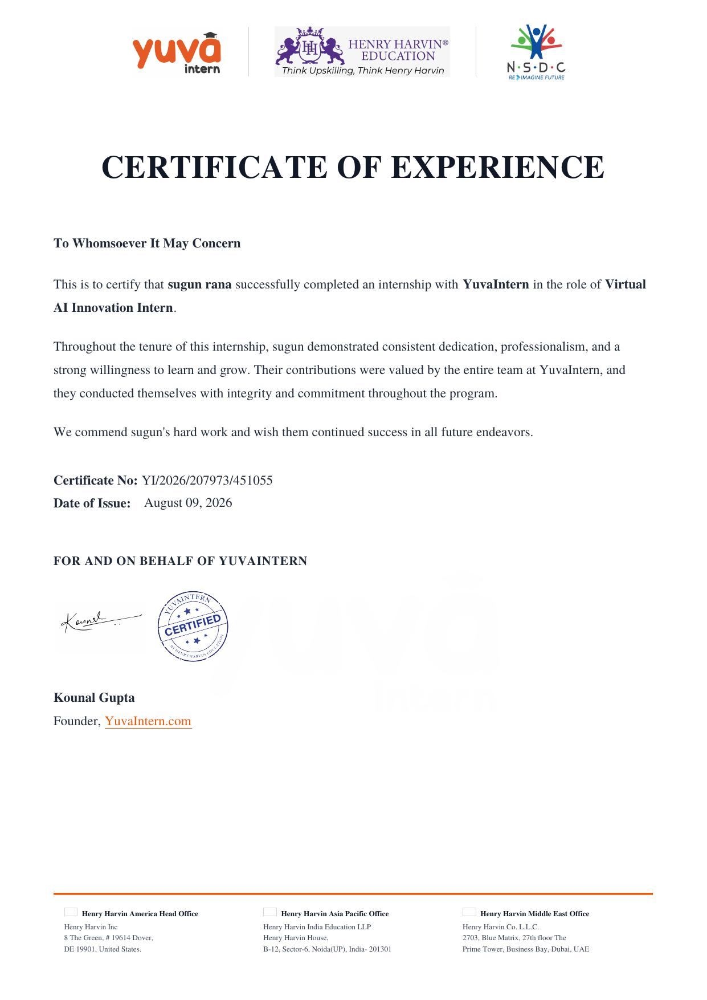 yuva
intern
HENRY HARVIN®
EDUCATION
Think Upskilling, Think Henry Harvin
N·S·D·C
RE IMAGINE FUTURE
CERTIFICATE OF EXPERIENCE
To Whomsoever It May Concern
This is to certify that sugun rana successfully completed an internship with YuvaIntern in the role of Virtual
AI Innovation Intern.
Throughout the tenure of this internship, sugun demonstrated consistent dedication, professionalism, and a
strong willingness to learn and grow. Their contributions were valued by the entire team at YuvaIntern, and
they conducted themselves with integrity and commitment throughout the program.
We commend sugun's hard work and wish them continued success in all future endeavors.
Certificate No: YI/2026/207973/451055
Date of Issue: August 09, 2026
FOR AND ON BEHALF OF YUVAINTERN
Kounal
YUVAINTERN
CERTIFIED
BY HENRY HARVIN EDUCATION
Kounal Gupta
Founder, YuvaIntern.com
Henry Harvin America Head Office
Henry Harvin Inc
8 The Green, # 19614 Dover,
DE 19901, United States.
Henry Harvin Asia Pacific Office
Henry Harvin India Education LLP
Henry Harvin House,
B-12, Sector-6, Noida(UP), India- 201301
Henry Harvin Middle East Office
Henry Harvin Co. L.L.C.
2703, Blue Matrix, 27th floor The
Prime Tower, Business Bay, Dubai, UAE